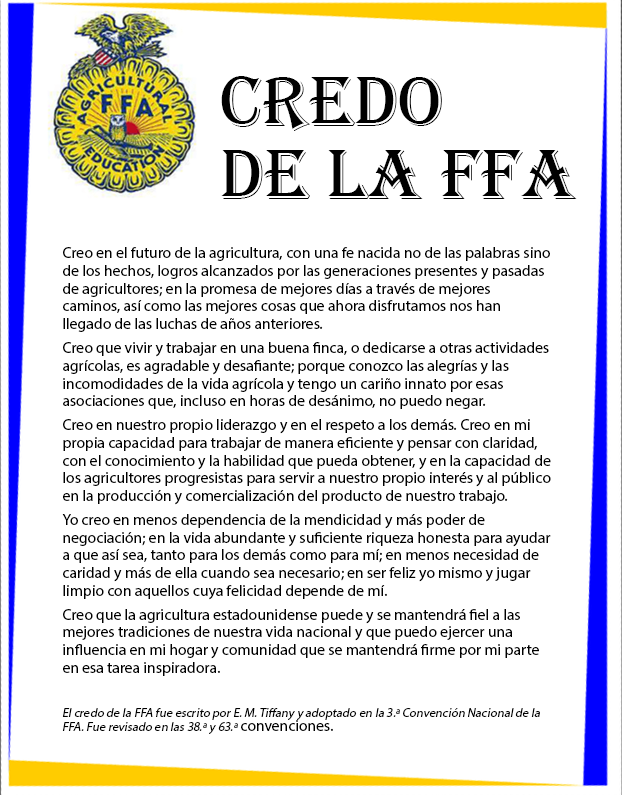 AGRICULTURAL
FFA
EDUCATION
CREDO
DE LA FFA
Creo en el futuro de la agricultura, con una fe nacida no de las palabras sino
de los hechos, logros alcanzados por las generaciones presentes y pasadas
de agricultores; en la promesa de mejores días a través de mejores
caminos, así como las mejores cosas que ahora disfrutamos nos han
llegado de las luchas de años anteriores.
Creo que vivir y trabajar en una buena finca, o dedicarse a otras actividades
agrícolas, es agradable y desafiante; porque conozco las alegrías y las
incomodidades de la vida agrícola y tengo un cariño innato por esas
asociaciones que, incluso en horas de desánimo, no puedo negar.
Creo en nuestro propio liderazgo y en el respeto a los demás. Creo en mi
propia capacidad para trabajar de manera eficiente y pensar con claridad,
con el conocimiento y la habilidad que pueda obtener, y en la capacidad de
los agricultores progresistas para servir a nuestro propio interés y al público
en la producción y comercialización del producto de nuestro trabajo.
Yo creo en menos dependencia de la mendicidad y más poder de
negociación; en la vida abundante y suficiente riqueza honesta para ayudar
a que así sea, tanto para los demás como para mí; en menos necesidad de
caridad y más de ella cuando sea necesario; en ser feliz yo mismo y jugar
limpio con aquellos cuya felicidad depende de mí.
Creo que la agricultura estadounidense puede y se mantendrá fiel a las
mejores tradiciones de nuestra vida nacional y que puedo ejercer una
influencia en mi hogar y comunidad que se mantendrá firme por mi parte
en esa tarea inspiradora.
El credo de la FFA fue escrito por E. M. Tiffany y adoptado en la 3.ª Convención Nacional de la
FFA. Fue revisado en las 38.ª y 63.ª convenciones.